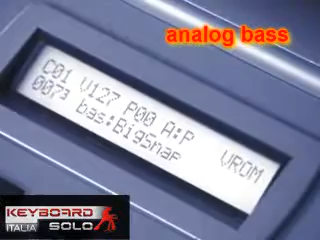 analog bass
C01 V127 P00 A:P VROM
0073 bas:BigSnap
KEYBOARD
ITALIA SOLO